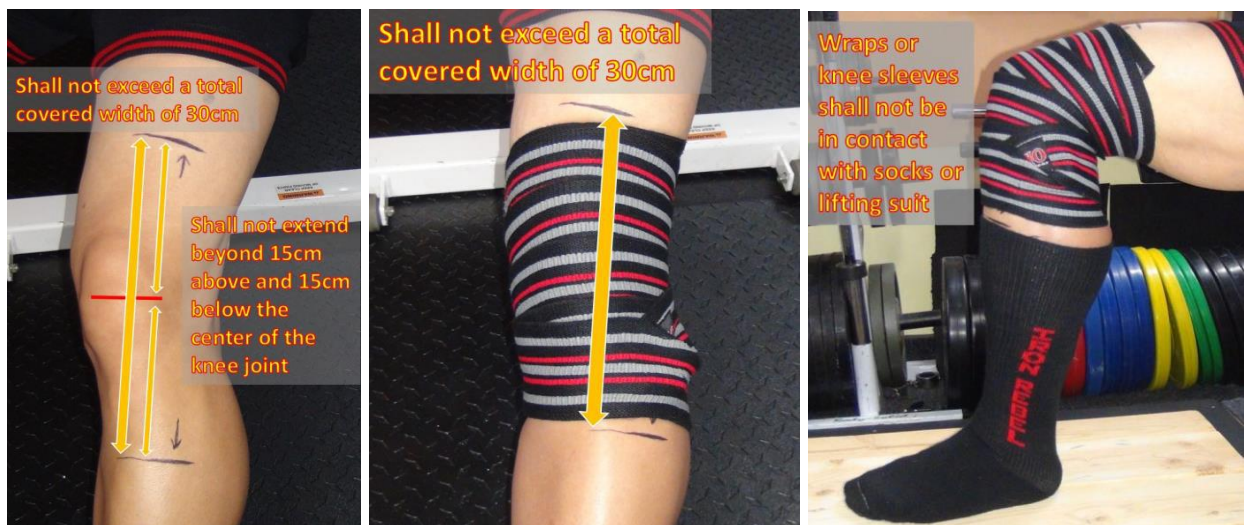 Shall not exceed a total
covered width of 30cm
Shall not extend
beyond 15cm
above and 15cm
below the
center of the
knee joint
Shall not exceed a total
covered width of 30cm
Wraps or
knee sleeves
shall not be
in contact
with socks or
lifting suit
IRON REBEL